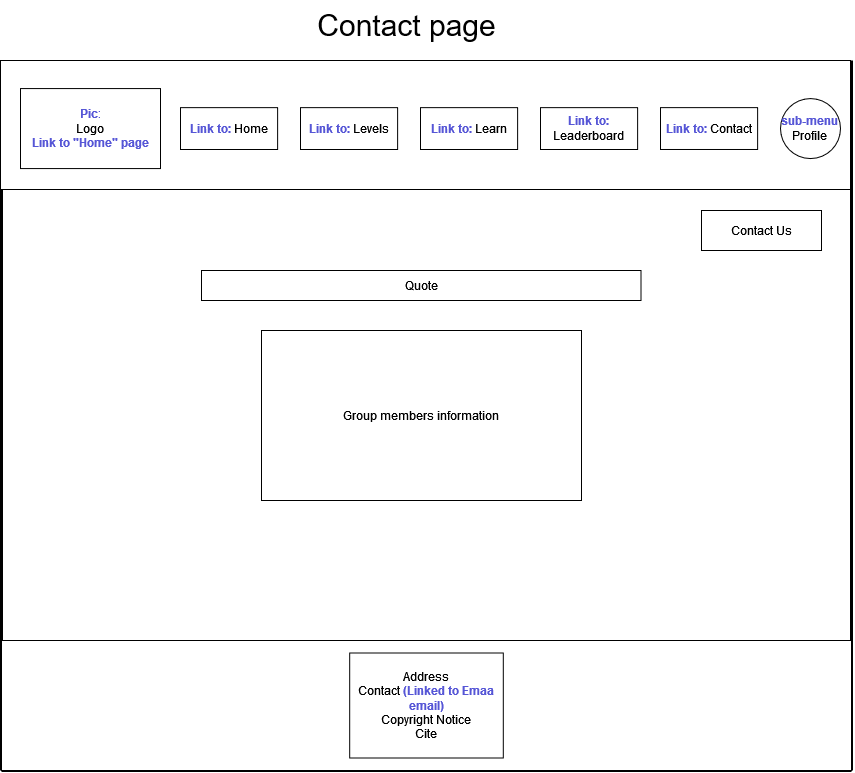 Contact page
Pic:
Logo
Link to "Home" page
Link to: Home
Link to: Levels
Link to: Learn
Link to:
Leaderboard
Link to: Contact
sub-menu
Profile
Contact Us
Quote
Group members information
Address
Contact (Linked to Emaa
email)
Copyright Notice
Cite